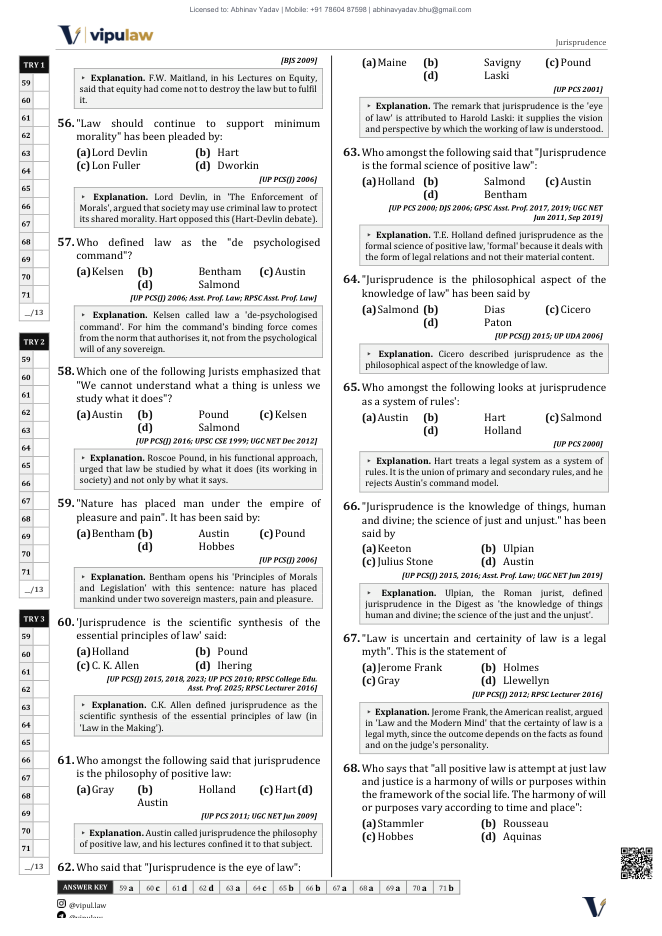 Licensed to: Abhinav Yadav | Mobile: +91 78604 87598 | abhinavyadav.bhu@gmail.com
vipulaw
Jurisprudence
TRY 1
59
60
61
62
63
64
65
66
67
68
69
70
71
__/13
TRY 2
59
60
61
62
63
64
65
66
67
68
69
70
71
__/13
TRY 3
59
60
61
62
63
64
65
66
67
68
69
70
71
__/13
[BJS 2009]
‣ Explanation. F.W. Maitland, in his Lectures on Equity,
said that equity had come not to destroy the law but to fulfil
it.
56. "Law should continue to support minimum
morality" has been pleaded by:
(a) Lord Devlin (b) Hart
(c) Lon Fuller (d) Dworkin
[UP PCS(J) 2006]
‣ Explanation. Lord Devlin, in 'The Enforcement of
Morals', argued that society may use criminal law to protect
its shared morality. Hart opposed this (Hart-Devlin debate).
57. Who defined law as the "de psychologised
command"?
(a) Kelsen (b) Bentham (c) Austin
(d) Salmond
[UP PCS(J) 2006; Asst. Prof. Law; RPSC Asst. Prof. Law]
‣ Explanation. Kelsen called law a 'de-psychologised
command'. For him the command's binding force comes
from the norm that authorises it, not from the psychological
will of any sovereign.
58. Which one of the following Jurists emphasized that
"We cannot understand what a thing is unless we
study what it does"?
(a) Austin (b) Pound (c) Kelsen
(d) Salmond
[UP PCS(J) 2016; UPSC CSE 1999; UGC NET Dec 2012]
‣ Explanation. Roscoe Pound, in his functional approach,
urged that law be studied by what it does (its working in
society) and not only by what it says.
59. "Nature has placed man under the empire of
pleasure and pain". It has been said by:
(a) Bentham (b) Austin (c) Pound
(d) Hobbes
[UP PCS(J) 2006]
‣ Explanation. Bentham opens his 'Principles of Morals
and Legislation' with this sentence: nature has placed
mankind under two sovereign masters, pain and pleasure.
60. 'Jurisprudence is the scientific synthesis of the
essential principles of law' said:
(a) Holland (b) Pound
(c) C. K. Allen (d) Ihering
[UP PCS(J) 2015, 2018, 2023; UP PCS 2010; RPSC College Edu.
Asst. Prof. 2025; RPSC Lecturer 2016]
‣ Explanation. C.K. Allen defined jurisprudence as the
scientific synthesis of the essential principles of law (in
'Law in the Making').
61. Who amongst the following said that jurisprudence
is the philosophy of positive law:
(a) Gray (b) Holland (c) Hart (d)
Austin
[UP PCS 2011; UGC NET Jun 2009]
‣ Explanation. Austin called jurisprudence the philosophy
of positive law, and his lectures confined it to that subject.
62. Who said that "Jurisprudence is the eye of law":
(a) Maine (b) Savigny (c) Pound
(d) Laski
[UP PCS 2001]
‣ Explanation. The remark that jurisprudence is the 'eye
of law' is attributed to Harold Laski: it supplies the vision
and perspective by which the working of law is understood.
63. Who amongst the following said that "Jurisprudence
is the formal science of positive law":
(a) Holland (b) Salmond (c) Austin
(d) Bentham
[UP PCS 2000; DJS 2006; GPSC Asst. Prof. 2017, 2019; UGC NET
Jun 2011, Sep 2019]
‣ Explanation. T.E. Holland defined jurisprudence as the
formal science of positive law, 'formal' because it deals with
the form of legal relations and not their material content.
64. "Jurisprudence is the philosophical aspect of the
knowledge of law" has been said by
(a) Salmond (b) Dias (c) Cicero
(d) Paton
[UP PCS(J) 2015; UP UDA 2006]
‣ Explanation. Cicero described jurisprudence as the
philosophical aspect of the knowledge of law.
65. Who amongst the following looks at jurisprudence
as a system of rules':
(a) Austin (b) Hart (c) Salmond
(d) Holland
[UP PCS 2000]
‣ Explanation. Hart treats a legal system as a system of
rules. It is the union of primary and secondary rules, and he
rejects Austin's command model.
66. "Jurisprudence is the knowledge of things, human
and divine; the science of just and unjust." has been
said by
(a) Keeton (b) Ulpian
(c) Julius Stone (d) Austin
[UP PCS(J) 2015, 2016; Asst. Prof. Law; UGC NET Jun 2019]
‣ Explanation. Ulpian, the Roman jurist, defined
jurisprudence in the Digest as 'the knowledge of things
human and divine; the science of the just and the unjust'.
67. "Law is uncertain and certainity of law is a legal
myth". This is the statement of
(a) Jerome Frank (b) Holmes
(c) Gray (d) Llewellyn
[UP PCS(J) 2012; RPSC Lecturer 2016]
‣ Explanation. Jerome Frank, the American realist, argued
in 'Law and the Modern Mind' that the certainty of law is a
legal myth, since the outcome depends on the facts as found
and on the judge's personality.
68. Who says that "all positive law is attempt at just law
and justice is a harmony of wills or purposes within
the framework of the social life. The harmony of will
or purposes vary according to time and place":
(a) Stammler (b) Rousseau
(c) Hobbes (d) Aquinas
ANSWER KEY 59 a 60 c 61 d 62 d 63 a 64 c 65 b 66 b 67 a 68 a 69 a 70 a 71 b
@vipul.law